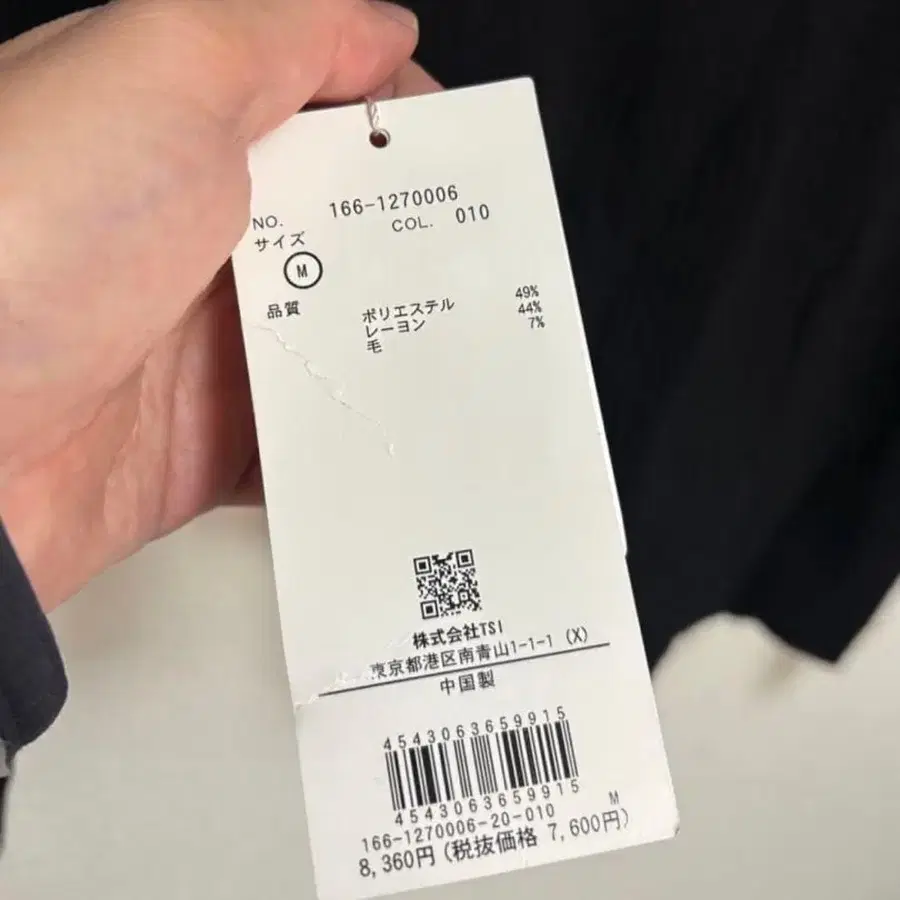 NO. 166-1270006
COL. 010
サイズ
M
品質
ポリエステル 49%
レーヨン 44%
毛 7%
株式会社TSI
東京都港区南青山1-1-1 (X)
中国製
4543063659915
4543063659915
M
166-1270006-20-010
8,360円 (税抜価格 7,600円)